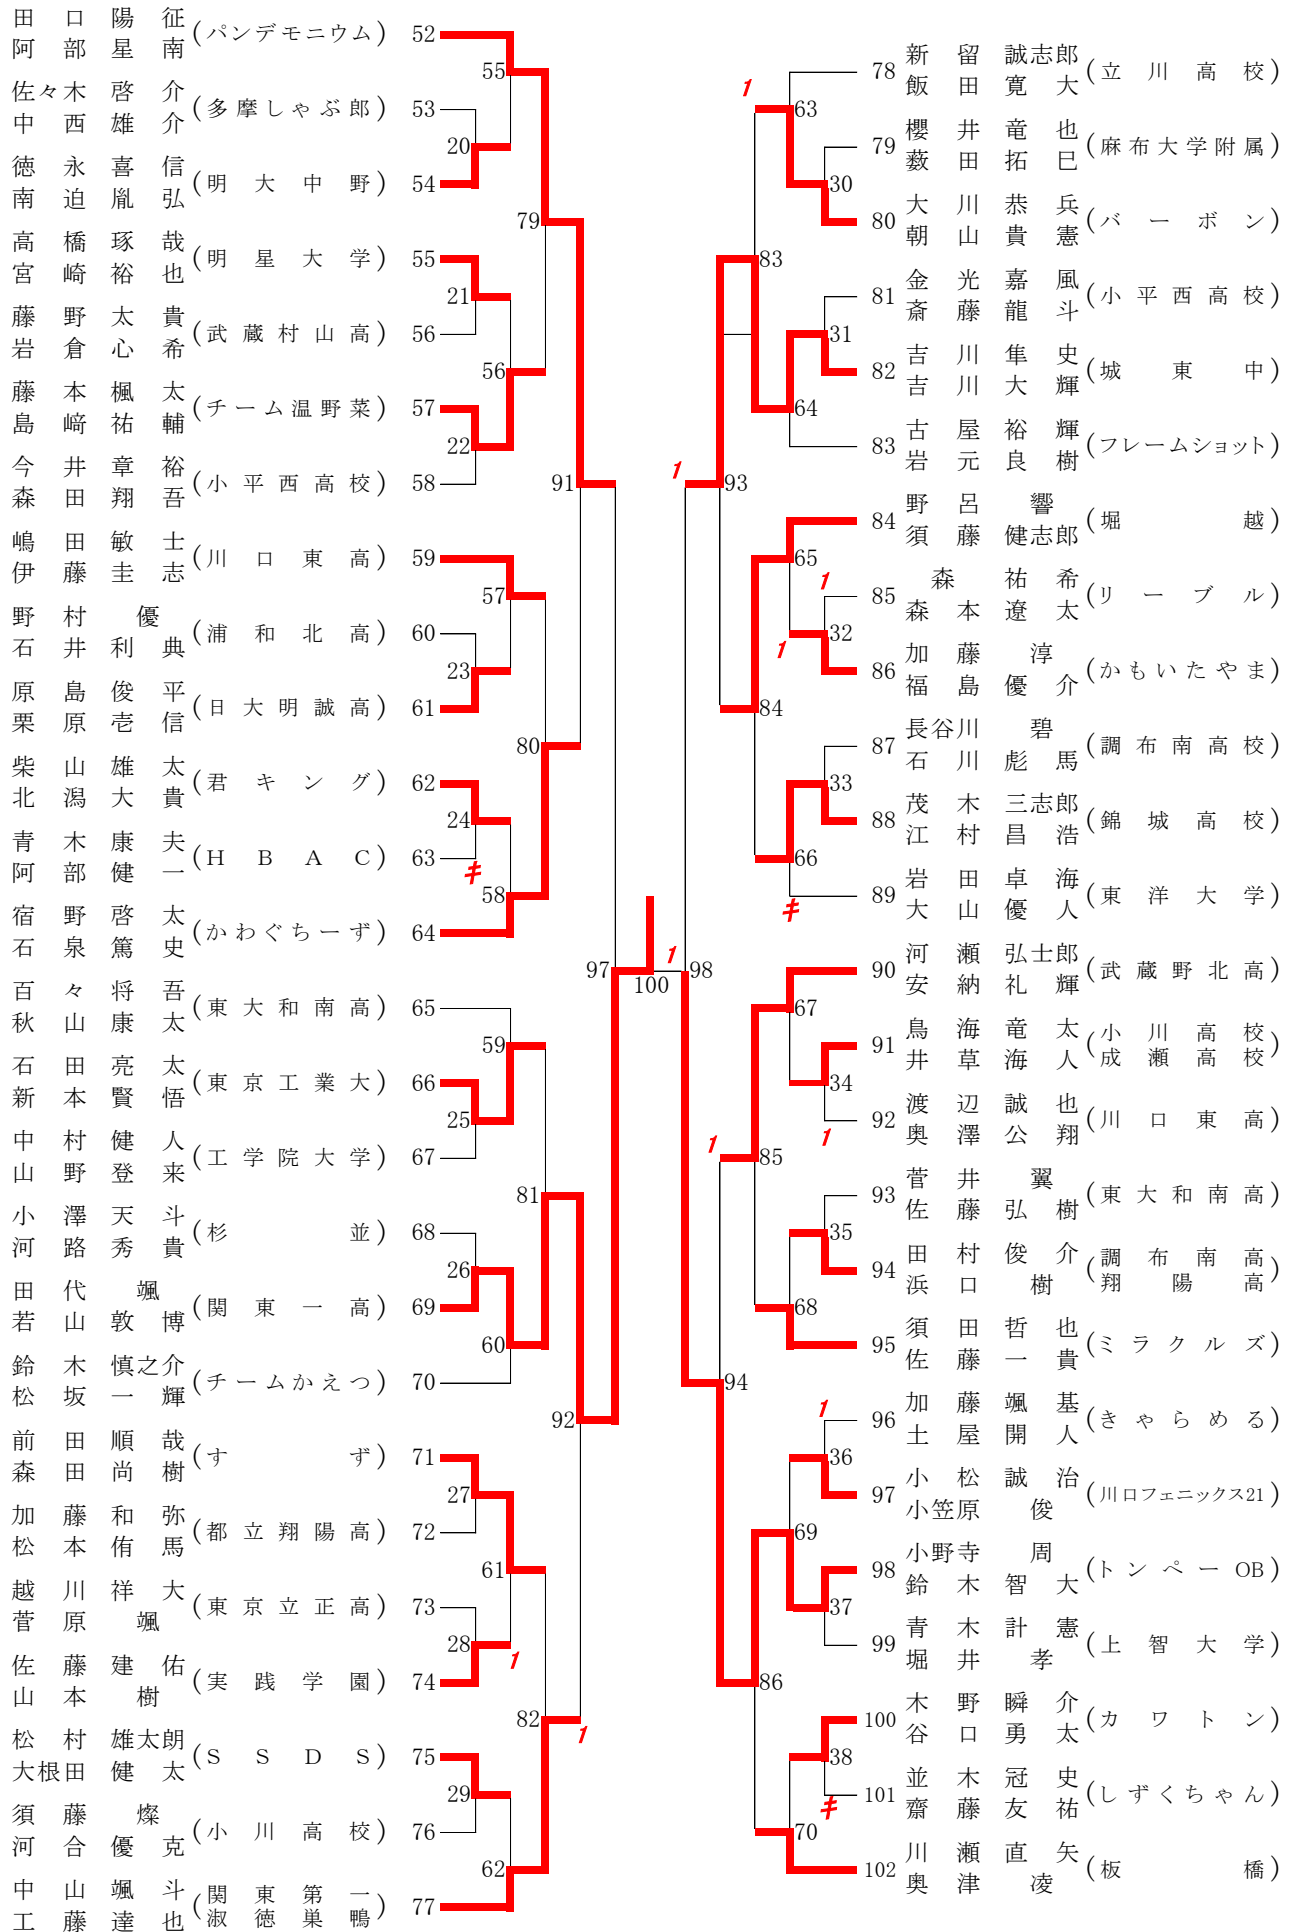 田口陽征
阿部星南
(パンデモニウム) 52
佐々木啓介
中西雄介
(多摩しゃぶ郎) 53
徳永喜信
南迫胤弘
(明大中野) 54
高橋琢哉
宮崎裕也
(明星大学) 55
藤野太貴
岩倉心希
(武蔵村山高) 56
藤本楓太
島﨑祐輔
(チーム温野菜) 57
今井章裕
森田翔吾
(小平西高校) 58
嶋田敏士
伊藤圭志
(川口東高) 59
野村優
石井利典
(浦和北高) 60
原島俊平
栗原壱信
(日大明誠高) 61
柴山雄太
北潟大貴
(君キング) 62
青木康夫
阿部健一
(HBAC) 63
宿野啓太
石泉篤史
(かわぐちーず) 64
百々将吾
秋山康太
(東大和南高) 65
石田亮太
新本賢悟
(東京工業大) 66
中村健人
山野登来
(工学院大学) 67
小澤天斗
河路秀貴
(杉並) 68
田代颯
若山敦博
(関東一高) 69
鈴木慎之介
松坂一輝
(チームかえつ) 70
前田順哉
森田尚樹
(すず) 71
加藤和弥
松本侑馬
(都立翔陽高) 72
越川祥大
菅原颯
(東京立正高) 73
佐藤建佑
山本樹
(実践学園) 74
松村雄太朗
大根田健太
(SSDS) 75
須藤燦
河合優克
(小川高校) 76
中山颯斗
工藤達也
(関東第一
淑徳巣鴨) 77
55
20
79
21
56
22
91
57
23
80
24
58
97
59
25
81
26
60
92
27
61
28
1
82
1
29
62
100
1
98
1
63
30
83
31
64
1
93
65
1
32
1
84
33
66
67
34
1
1
85
35
68
94
1
36
69
37
86
38
70
78 新留誠志郎
飯田寛大
(立川高校)
79 櫻井竜也
薮田拓巳
(麻布大学附属)
80 大川恭兵
朝山貴憲
(バーボン)
81 金光嘉風
斎藤龍斗
(小平西高校)
82 吉川隼史
吉川大輝
(城東中)
83 古屋裕輝
岩元良樹
(フレームショット)
84 野呂響
須藤健志郎
(堀越)
85 森祐希
森本遼太
(リーブル)
86 加藤淳
福島優介
(かもいたやま)
87 長谷川碧
石川彪馬
(調布南高校)
88 茂木三志郎
江村昌浩
(錦城高校)
89 岩田卓海
大山優人
(東洋大学)
90 河瀬弘士郎
安納礼輝
(武蔵野北高)
91 鳥海竜太
井草海人
(小川高校
成瀬高校)
92 渡辺誠也
奥澤公翔
(川口東高)
93 菅井翼
佐藤弘樹
(東大和南高)
94 田村俊介
浜口樹
(調布南高
翔陽高)
95 須田哲也
佐藤一貴
(ミラクルズ)
96 加藤颯基
土屋開人
(きゃらめる)
97 小松誠治
小笠原俊
(川口フェニックス21)
98 小野寺周
鈴木智大
(トンペーOB)
99 青木計憲
堀井孝
(上智大学)
100 木野瞬介
谷口勇太
(カワトン)
101 並木冠史
齋藤友祐
(しずくちゃん)
102 川瀬直矢
奥津凌
(板橋)